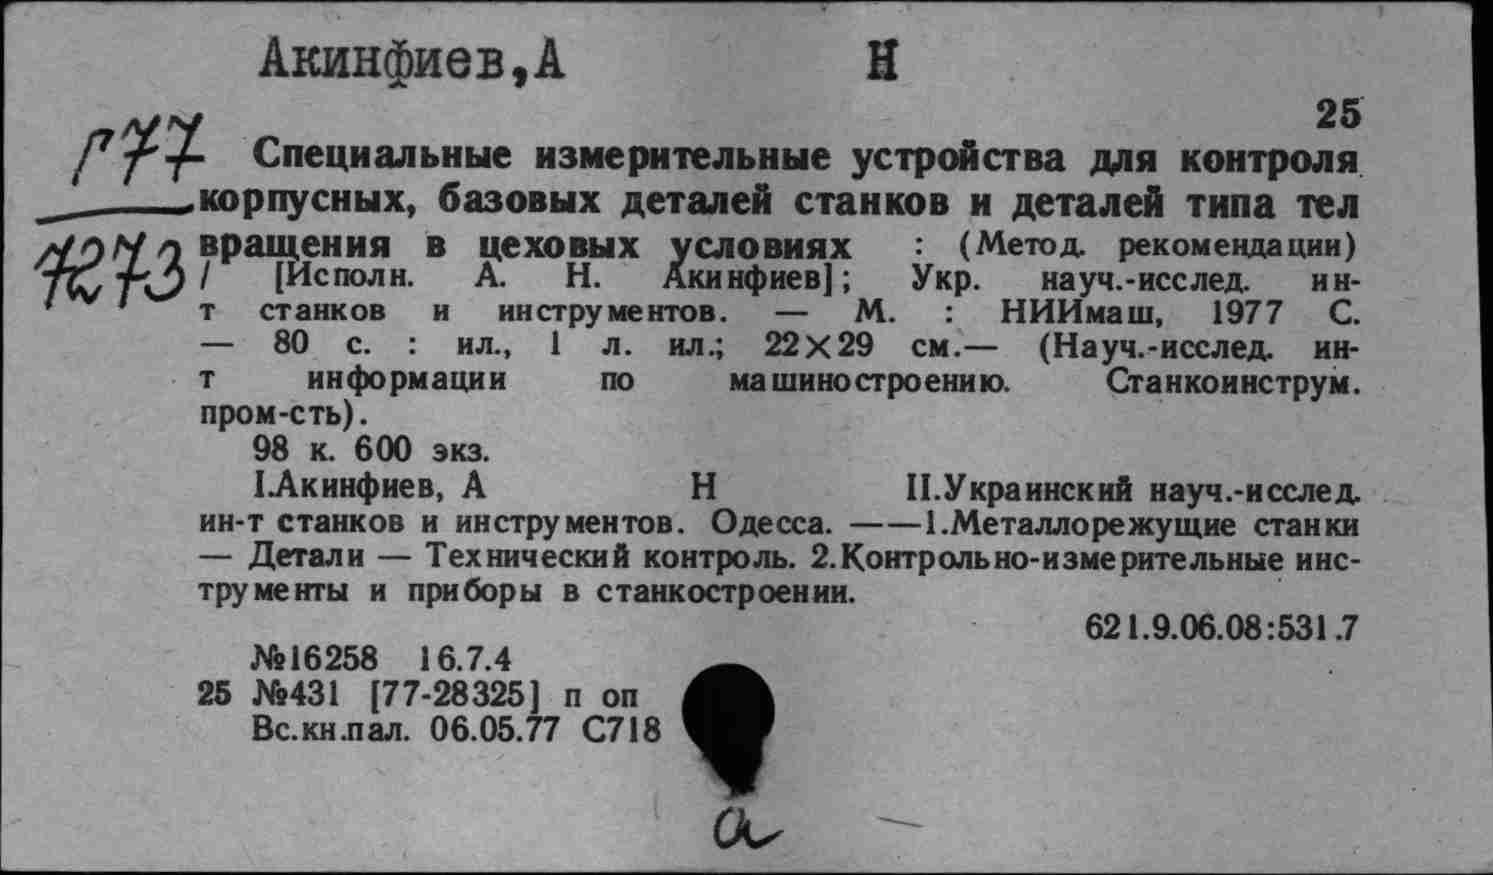 Акинфиев,А Н
25
Г77 Специальные измерительные устройства для контроля
корпусных, базовых деталей станков и деталей типа тел
7273 вращения в цеховых условиях : (Метод. рекомендации)
/ [Исполн. А. Н. Акинфиев]; Укр. науч.-исслед. ин-
т станков и инструментов. — М. : НИИмаш, 1977 С.
— 80 с. : ил., 1 л. ил.; 22×29 см.— (Науч.-исслед. ин-
т информации по машиностроению. Станкоинструм.
пром-сть).
98 к. 600 экз.
I.Акинфиев, А Н II.Украинский науч.-исслед.
ин-т станков и инструментов. Одесса. ——1.Металлорежущие станки
— Детали — Технический контроль. 2.Контрольно-измерительные инс-
трументы и приборы в станкостроении.
621.9.06.08:531.7
№16258 16.7.4
25 №431 [77-28325] п оп
Вс.кн.пал. 06.05.77 С718
а